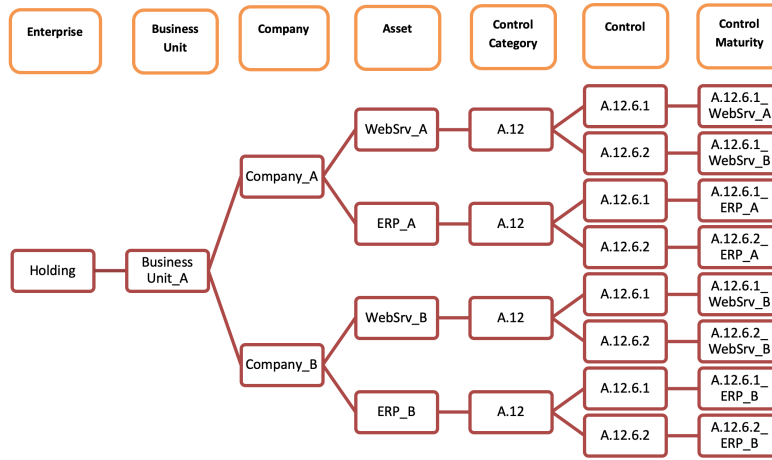 Enterprise
Business
Unit
Company
Asset
Control
Category
Control
Control
Maturity
Holding
Business
Unit_A
Company_A
Company_B
WebSrv_A
ERP_A
WebSrv_B
ERP_B
A.12
A.12
A.12
A.12
A.12.6.1
A.12.6.2
A.12.6.1
A.12.6.2
A.12.6.1
A.12.6.2
A.12.6.1
A.12.6.2
A.12.6.1_
WebSrv_A
A.12.6.1_
WebSrv_B
A.12.6.1_
ERP_A
A.12.6.2_
ERP_A
A.12.6.1_
WebSrv_B
A.12.6.2_
WebSrv_B
A.12.6.1_
ERP_B
A.12.6.2_
ERP_B